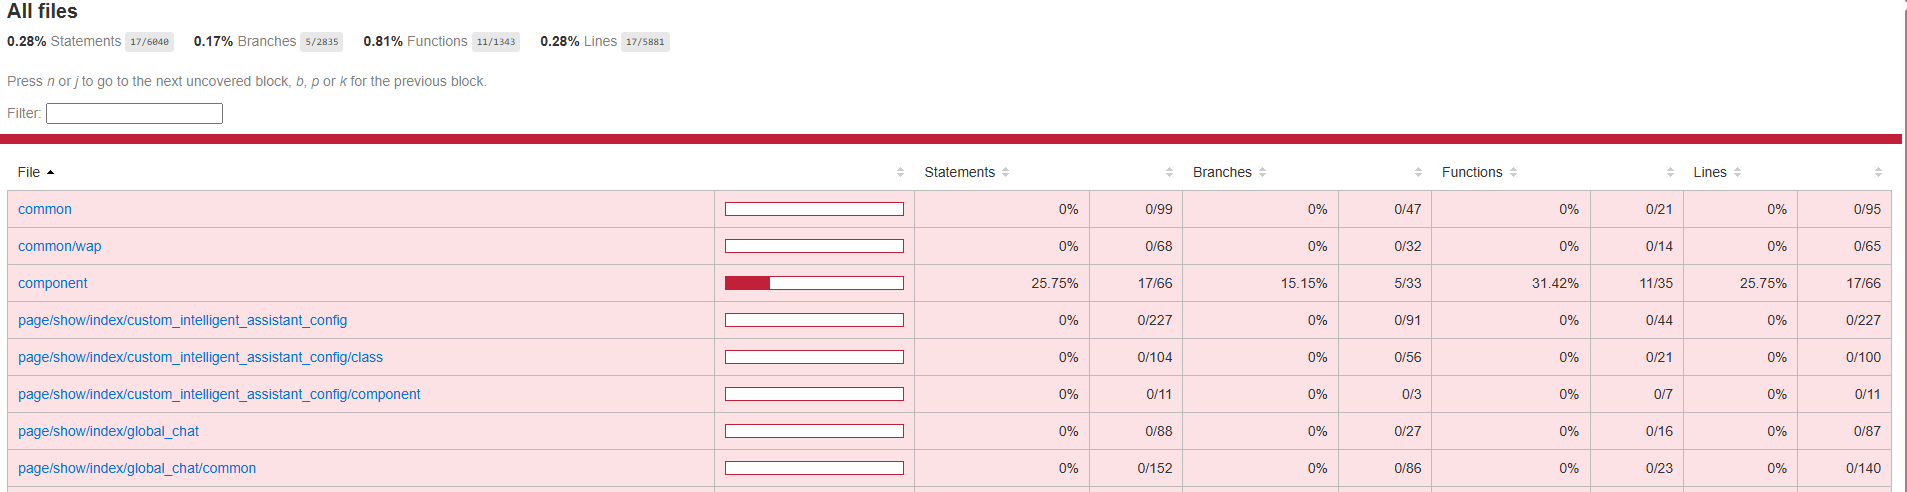 All files
0.28% Statements 17/6040 0.17% Branches 5/2835 0.81% Functions 11/1343 0.28% Lines 17/5881
Press n or j to go to the next uncovered block, b, p or k for the previous block.
Filter:
File Statements Branches Functions Lines
common 0% 0/99 0% 0/47 0% 0/21 0% 0/95
common/wap 0% 0/68 0% 0/32 0% 0/14 0% 0/65
component 25.75% 17/66 15.15% 5/33 31.42% 11/35 25.75% 17/66
page/show/index/custom_intelligent_assistant_config 0% 0/227 0% 0/91 0% 0/44 0% 0/227
page/show/index/custom_intelligent_assistant_config/class 0% 0/104 0% 0/56 0% 0/21 0% 0/100
page/show/index/custom_intelligent_assistant_config/component 0% 0/11 0% 0/3 0% 0/7 0% 0/11
page/show/index/global_chat 0% 0/88 0% 0/27 0% 0/16 0% 0/87
page/show/index/global_chat/common 0% 0/152 0% 0/86 0% 0/23 0% 0/140